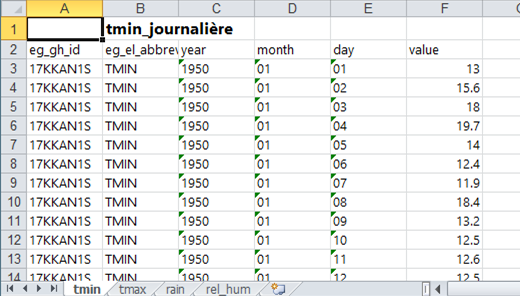 A B C D E F
1 tmin_journalière
2 eg_gh_id eg_el_abbrev year month day value
3 17KKAN1S TMIN 1950 01 01 13
4 17KKAN1S TMIN 1950 01 02 15.6
5 17KKAN1S TMIN 1950 01 03 18
6 17KKAN1S TMIN 1950 01 04 19.7
7 17KKAN1S TMIN 1950 01 05 14
8 17KKAN1S TMIN 1950 01 06 12.4
9 17KKAN1S TMIN 1950 01 07 11.9
10 17KKAN1S TMIN 1950 01 08 18.4
11 17KKAN1S TMIN 1950 01 09 13.2
12 17KKAN1S TMIN 1950 01 10 12.5
13 17KKAN1S TMIN 1950 01 11 12.6
14 17KKAN1S TMIN 1950 01 12 12.5
tmin tmax rain rel_hum